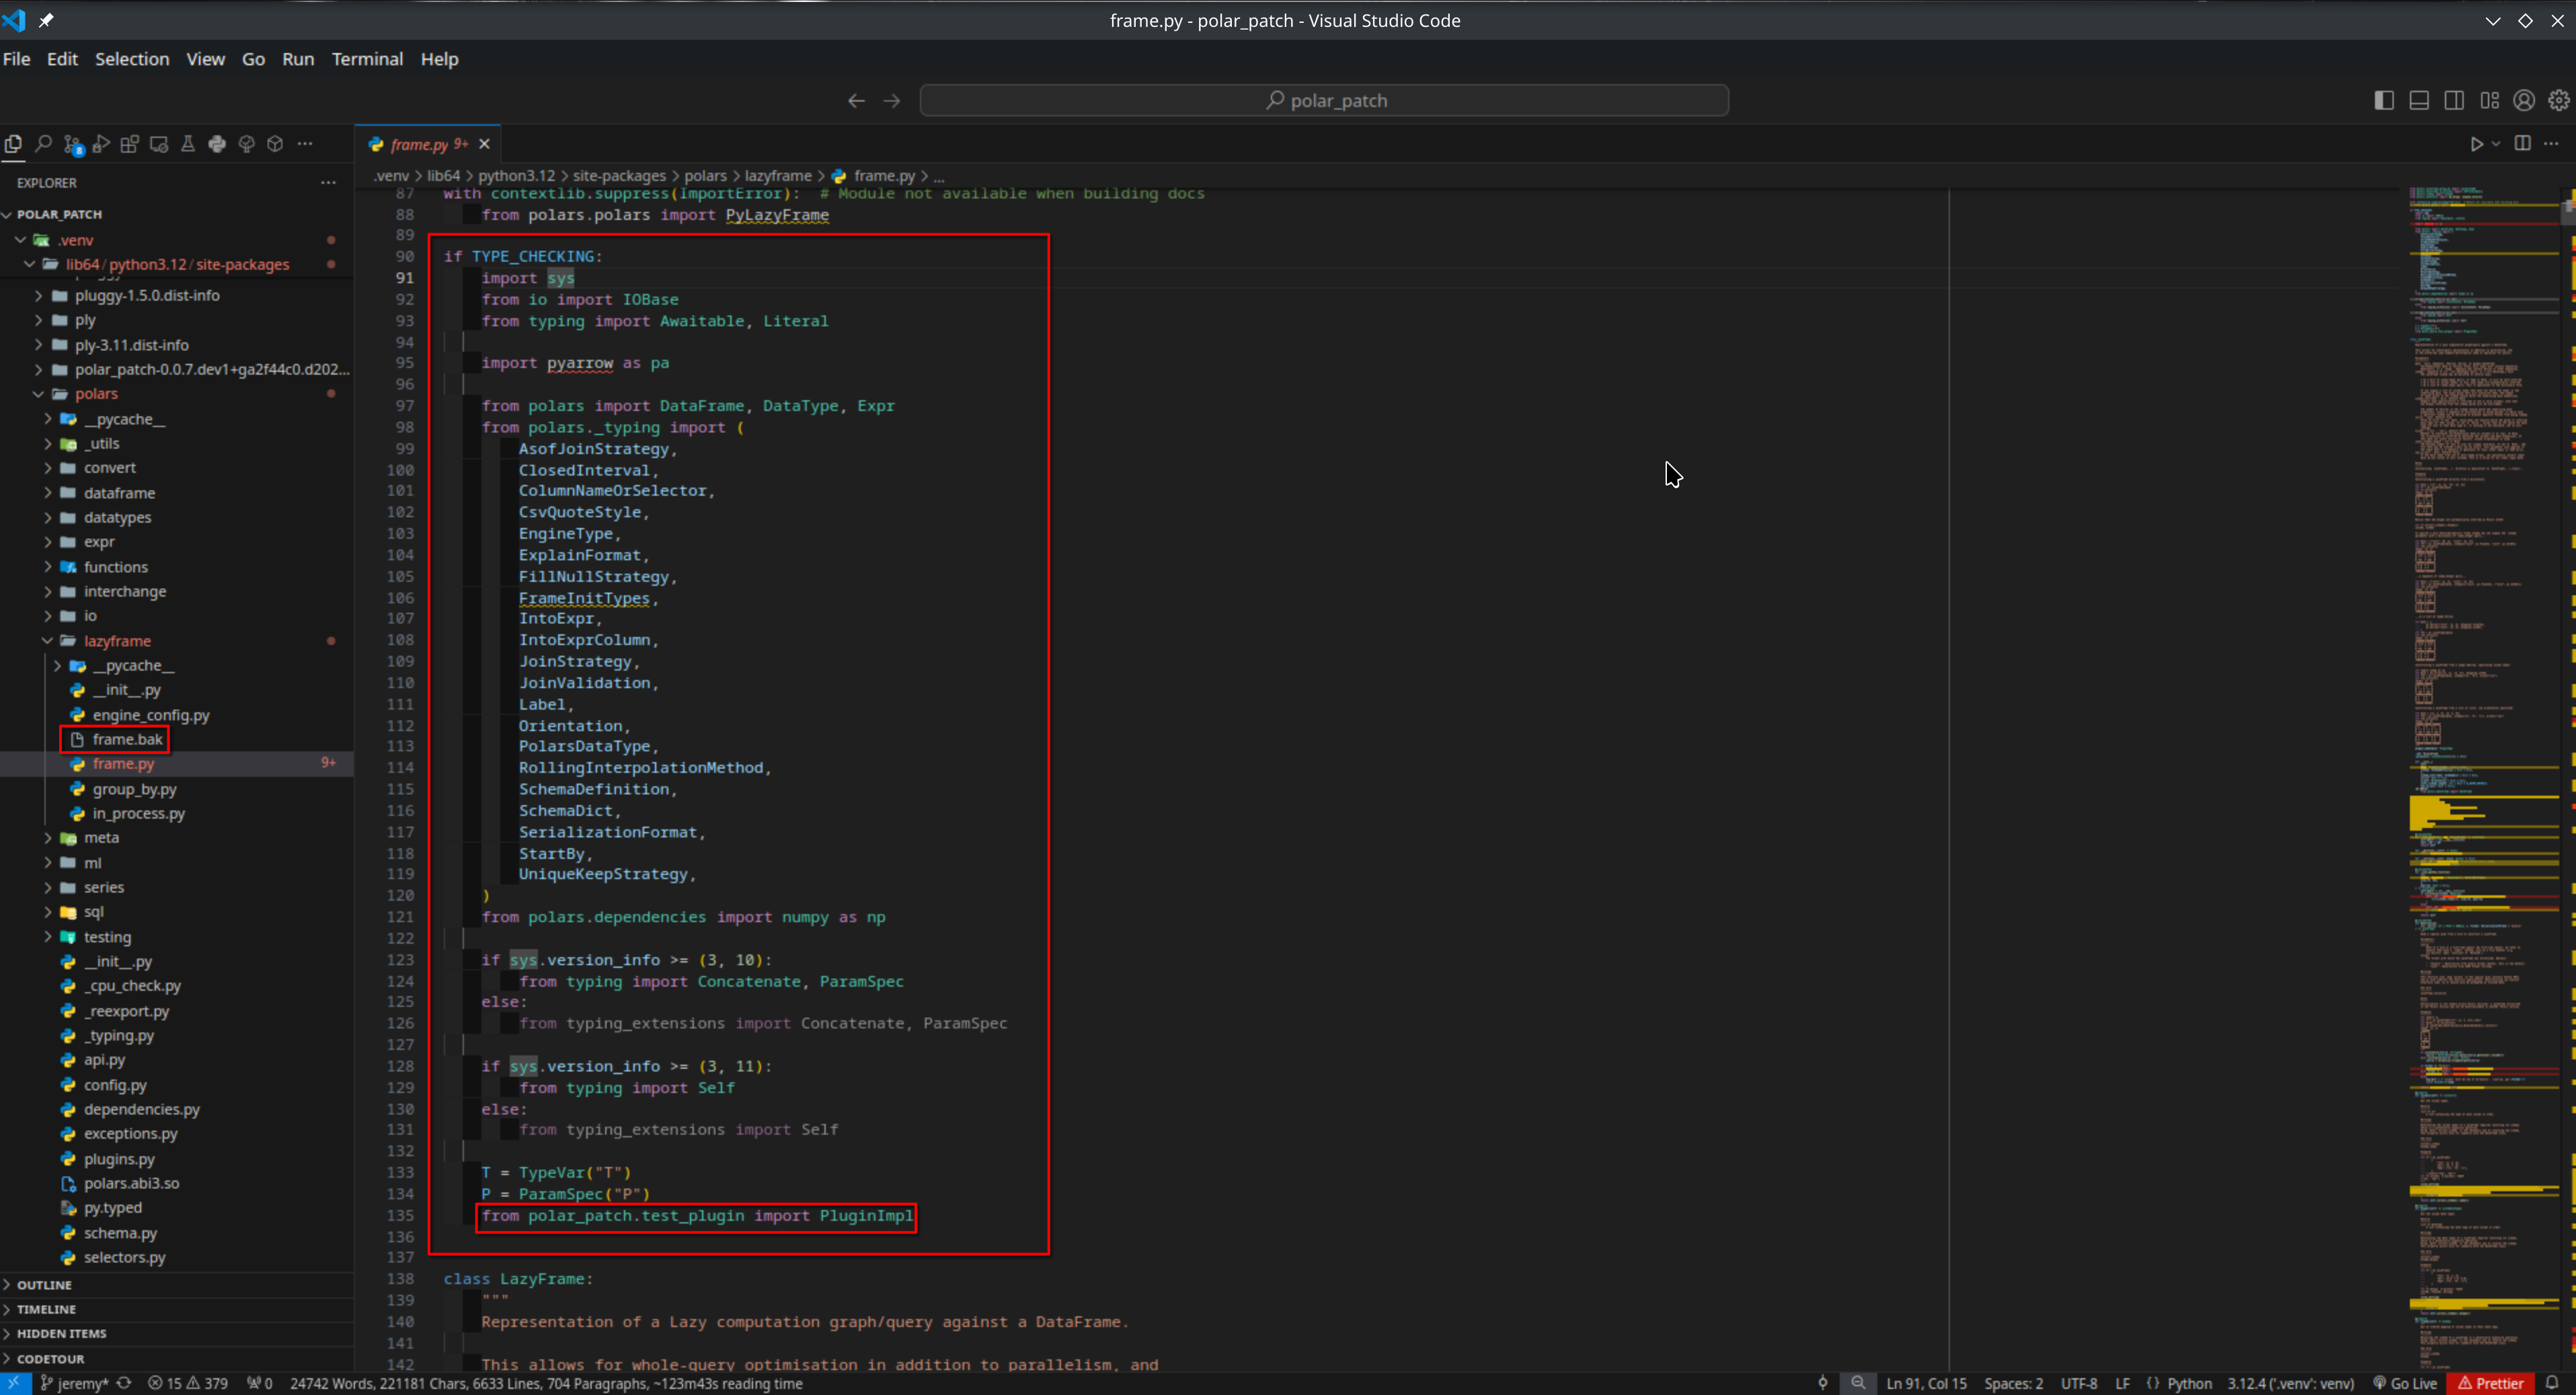 frame.py - polar_patch - Visual Studio Code
File Edit Selection View Go Run Terminal Help
polar_patch
8
frame.py 9+
EXPLORER
.venv > lib64 > python3.12 > site-packages > polars > lazyframe > frame.py > ...
POLAR_PATCH
.venv
lib64/python3.12/site-packages
pluggy-1.5.0.dist-info
ply
ply-3.11.dist-info
polar_patch-0.0.7.dev1+ga2f44c0.d202...
polars
__pycache__
_utils
convert
dataframe
datatypes
expr
functions
interchange
io
lazyframe
__pycache__
__init__.py
engine_config.py
frame.bak
frame.py 9+
group_by.py
in_process.py
meta
ml
series
sql
testing
__init__.py
_cpu_check.py
_reexport.py
_typing.py
api.py
config.py
dependencies.py
exceptions.py
plugins.py
polars.abi3.so
py.typed
schema.py
selectors.py
OUTLINE
TIMELINE
HIDDEN ITEMS
CODETOUR
87 with contextlib.suppress(ImportError): # Module not available when building docs
88 from polars.polars import PyLazyFrame
89
90 if TYPE_CHECKING:
91 import sys
92 from io import IOBase
93 from typing import Awaitable, Literal
94
95 import pyarrow as pa
96
97 from polars import DataFrame, DataType, Expr
98 from polars._typing import (
99 AsofJoinStrategy,
100 ClosedInterval,
101 ColumnNameOrSelector,
102 CsvQuoteStyle,
103 EngineType,
104 ExplainFormat,
105 FillNullStrategy,
106 FrameInitTypes,
107 IntoExpr,
108 IntoExprColumn,
109 JoinStrategy,
110 JoinValidation,
111 Label,
112 Orientation,
113 PolarsDataType,
114 RollingInterpolationMethod,
115 SchemaDefinition,
116 SchemaDict,
117 SerializationFormat,
118 StartBy,
119 UniqueKeepStrategy,
120 )
121 from polars.dependencies import numpy as np
122
123 if sys.version_info >= (3, 10):
124 from typing import Concatenate, ParamSpec
125 else:
126 from typing_extensions import Concatenate, ParamSpec
127
128 if sys.version_info >= (3, 11):
129 from typing import Self
130 else:
131 from typing_extensions import Self
132
133 T = TypeVar("T")
134 P = ParamSpec("P")
135 from polar_patch.test_plugin import PluginImpl
136
137
138 class LazyFrame:
139 """
140 Representation of a Lazy computation graph/query against a DataFrame.
141
142 This allows for whole-query optimisation in addition to parallelism, and
jeremy* 15 379 0 24742 Words, 221181 Chars, 6633 Lines, 704 Paragraphs, ~123m43s reading time Ln 91, Col 15 Spaces: 2 UTF-8 LF {} Python 3.12.4 ('.venv': venv) Go Live Prettier